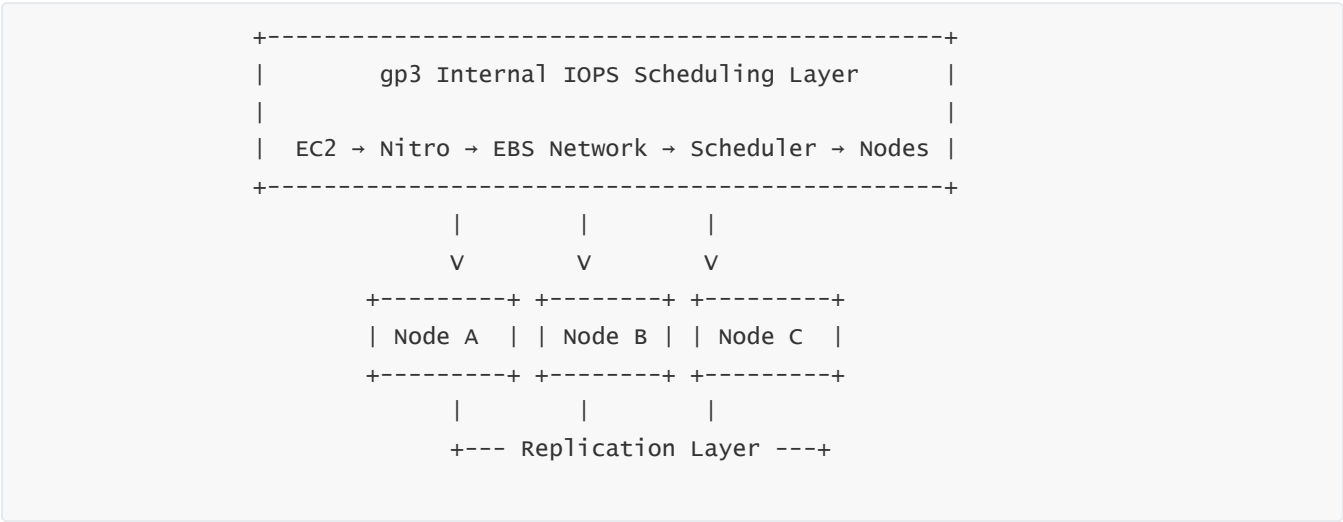 +------------------------------------------------+
|        gp3 Internal IOPS Scheduling Layer      |
|                                                |
|  EC2 → Nitro → EBS Network → Scheduler → Nodes |
+------------------------------------------------+
              |        |        |
              V        V        V
        +---------+ +--------+ +---------+
        | Node A  | | Node B | | Node C  |
        +---------+ +--------+ +---------+
              |        |        |
              +--- Replication Layer ---+